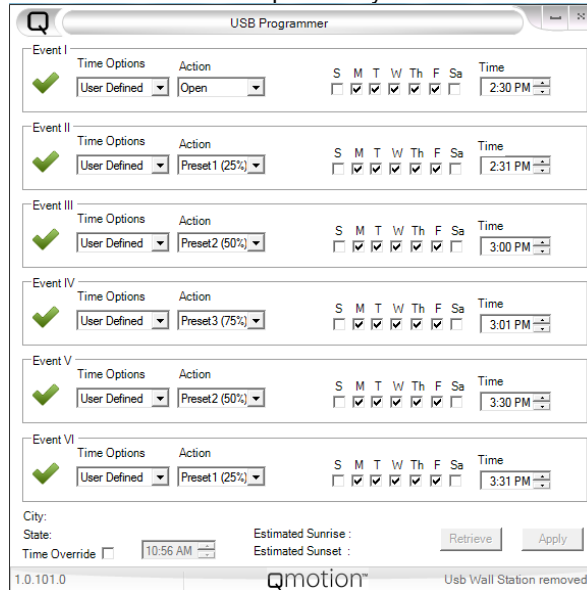 Q USB Programmer
Event I
Time Options Action S M T W Th F Sa Time
User Defined Open 2:30 PM
Event II
Time Options Action S M T W Th F Sa Time
User Defined Preset1 (25%) 2:31 PM
Event III
Time Options Action S M T W Th F Sa Time
User Defined Preset2 (50%) 3:00 PM
Event IV
Time Options Action S M T W Th F Sa Time
User Defined Preset3 (75%) 3:01 PM
Event V
Time Options Action S M T W Th F Sa Time
User Defined Preset2 (50%) 3:30 PM
Event VI
Time Options Action S M T W Th F Sa Time
User Defined Preset1 (25%) 3:31 PM
City:
State: Estimated Sunrise : Retrieve Apply
Time Override 10:56 AM Estimated Sunset :
1.0.101.0 Qmotion™ Usb Wall Station removed